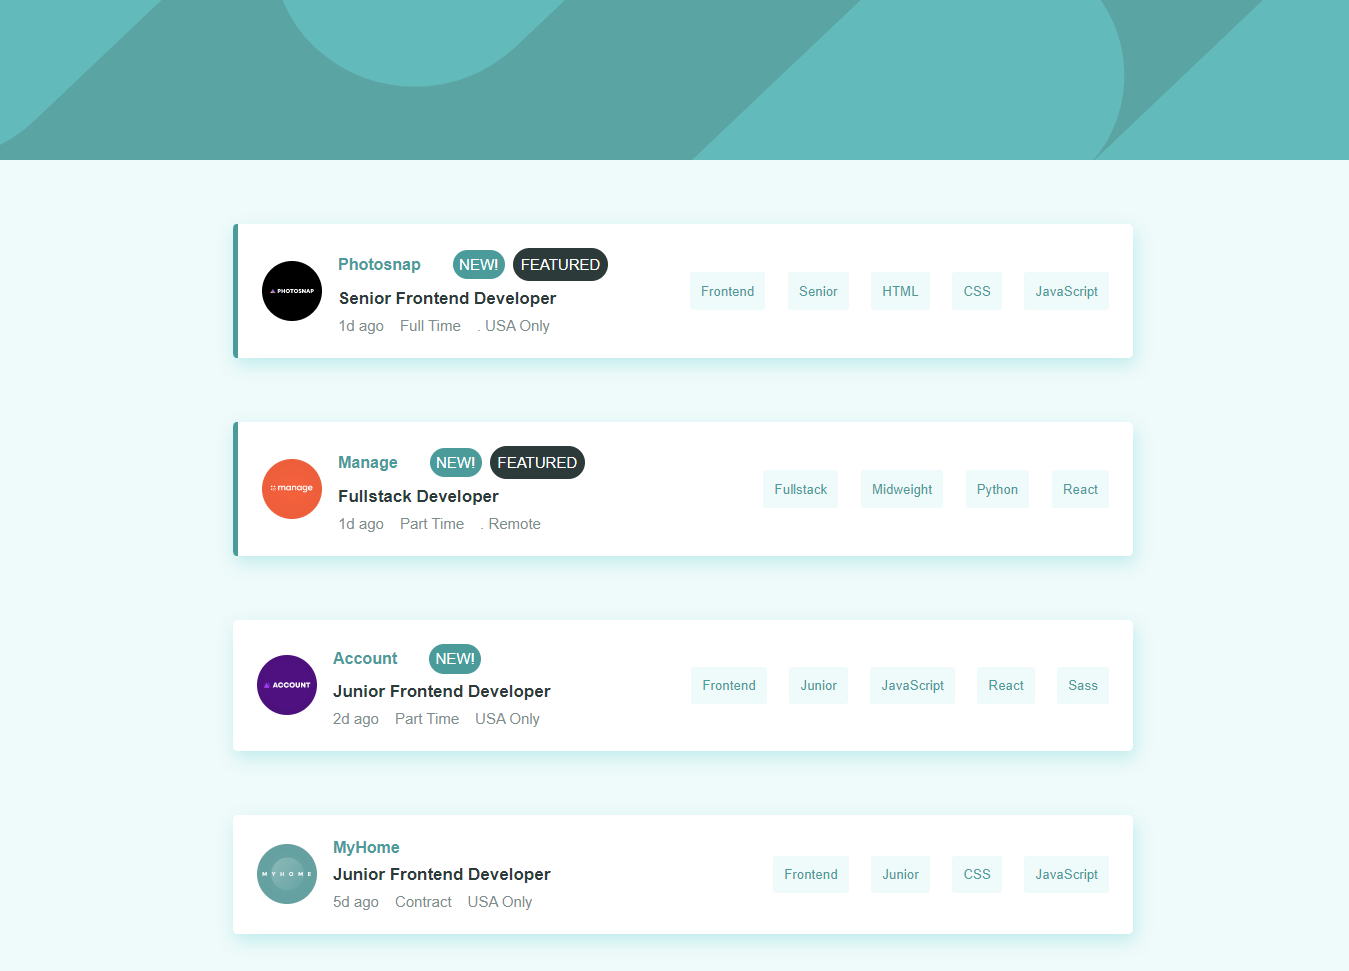 PHOTOSNAP
Photosnap NEW! FEATURED
Senior Frontend Developer
1d ago Full Time . USA Only
Frontend Senior HTML CSS JavaScript
manage
Manage NEW! FEATURED
Fullstack Developer
1d ago Part Time . Remote
Fullstack Midweight Python React
ACCOUNT
Account NEW!
Junior Frontend Developer
2d ago Part Time USA Only
Frontend Junior JavaScript React Sass
MYHOME
MyHome
Junior Frontend Developer
5d ago Contract USA Only
Frontend Junior CSS JavaScript